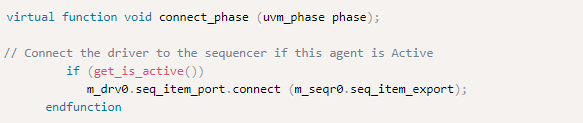 virtual function void connect_phase (uvm_phase phase);
// Connect the driver to the sequencer if this agent is Active
if (get_is_active())
m_drv0.seq_item_port.connect (m_seqr0.seq_item_export);
endfunction